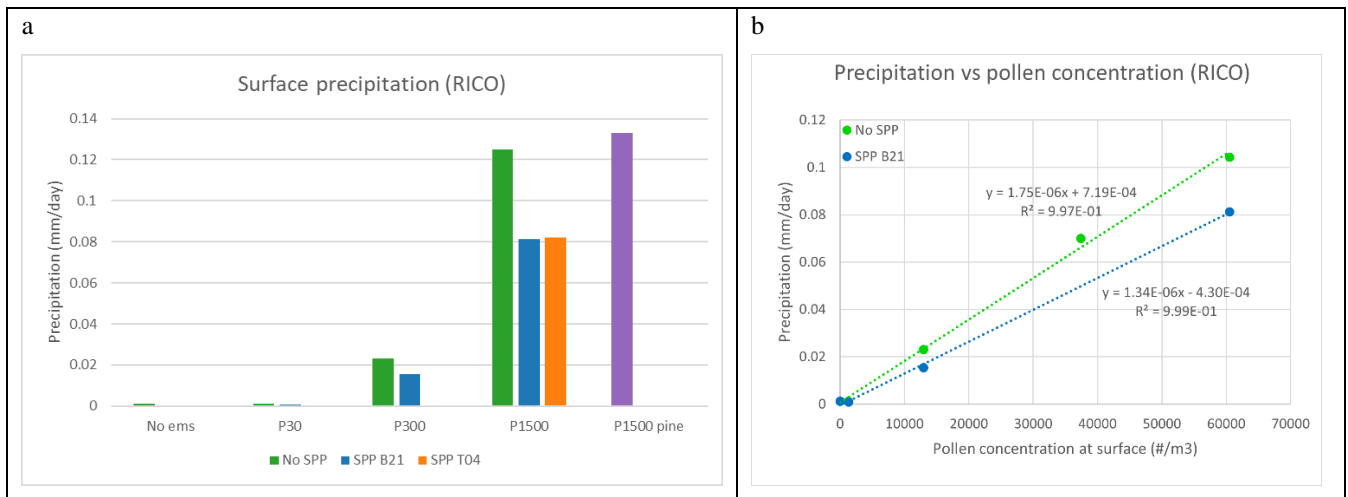 a
Surface precipitation (RICO)
0.14
0.12
0.1
0.08
0.06
0.04
0.02
0
Precipitation (mm/day)
No ems P30 P300 P1500 P1500 pine
No SPP SPP B21 SPP T04
b
Precipitation vs pollen concentration (RICO)
0.12
0.1
0.08
0.06
0.04
0.02
0
Precipitation (mm/day)
No SPP
SPP B21
y = 1.75E-06x + 7.19E-04
R² = 9.97E-01
y = 1.34E-06x - 4.30E-04
R² = 9.99E-01
0 10000 20000 30000 40000 50000 60000 70000
Pollen concentration at surface (#/m3)